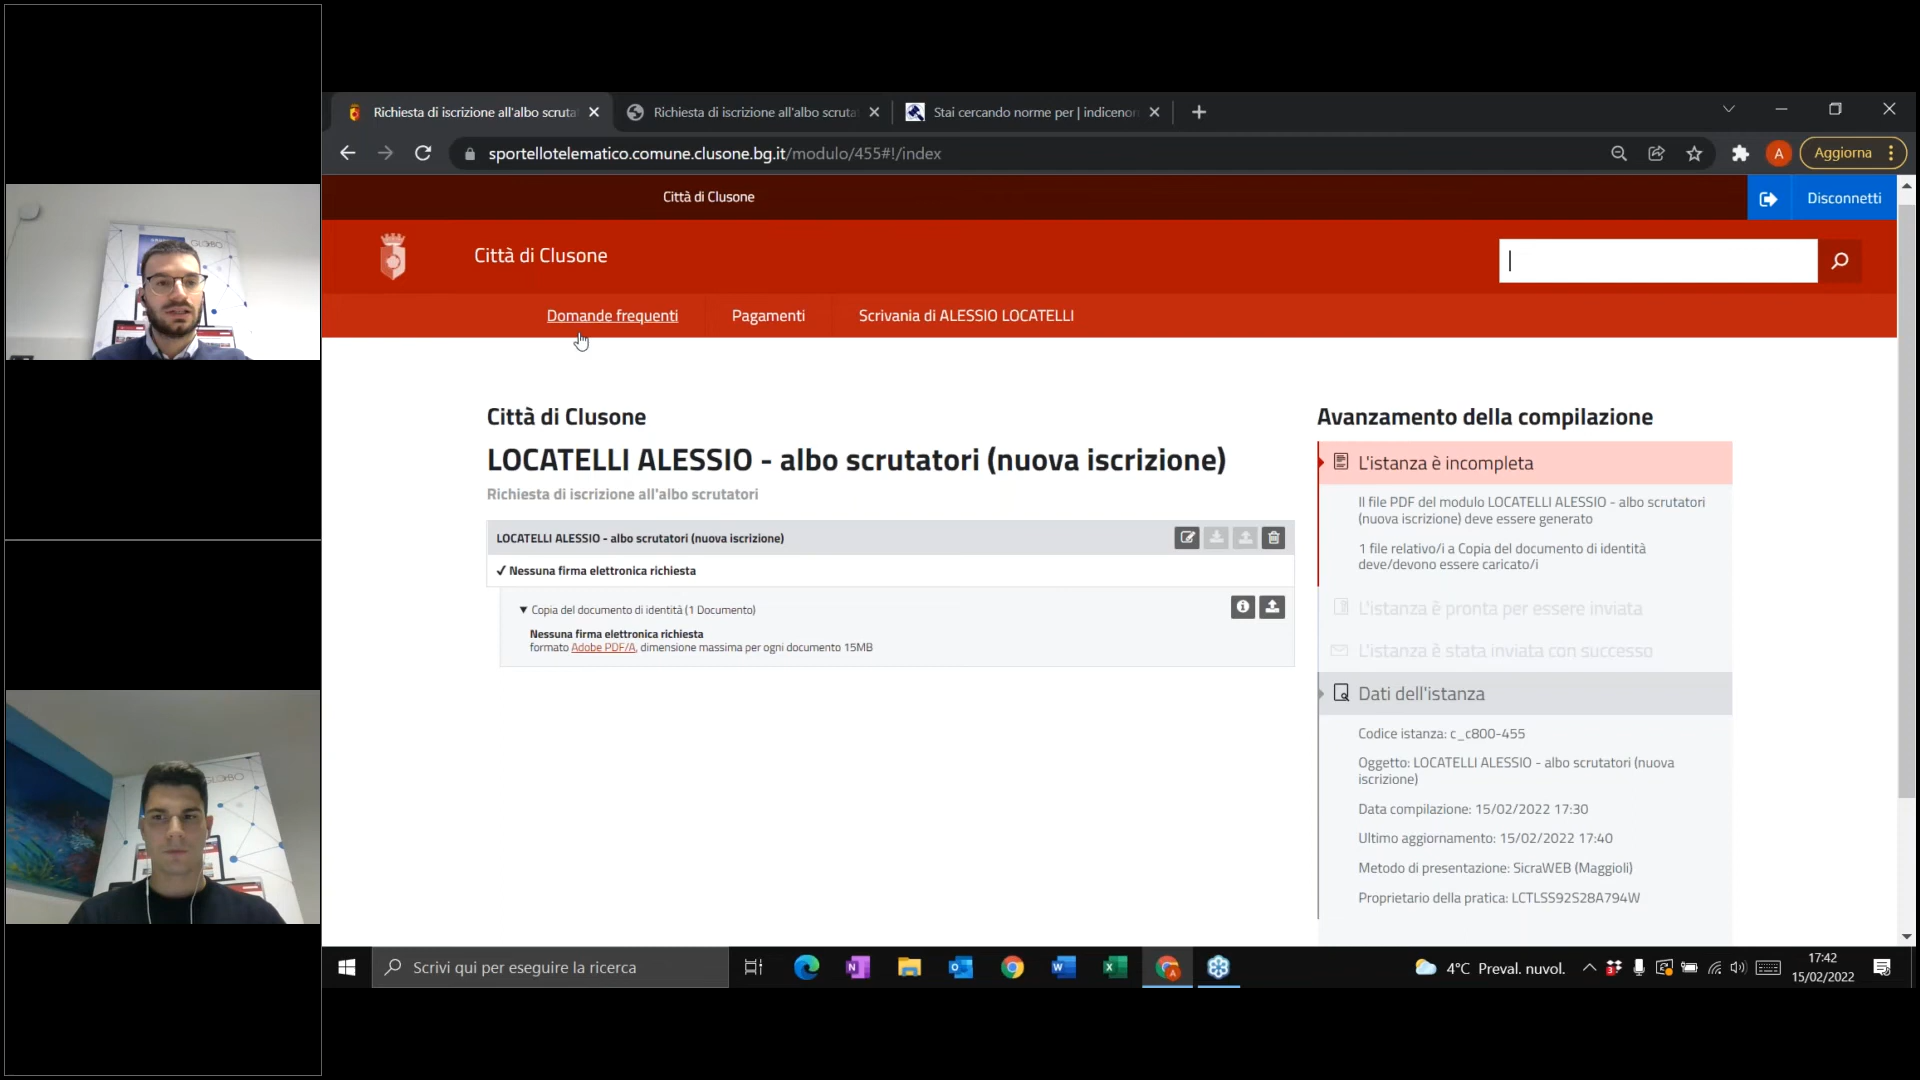 Richiesta di iscrizione all'albo scruta
Richiesta di iscrizione all'albo scruta
Stai cercando norme per | indicenor
sportellotelematico.comune.clusone.bg.it/modulo/455#!/index
A
Aggiorna
Città di Clusone
Disconnetti
Città di Clusone
Domande frequenti
Pagamenti
Scrivania di ALESSIO LOCATELLI
Città di Clusone
LOCATELLI ALESSIO - albo scrutatori (nuova iscrizione)
Richiesta di iscrizione all'albo scrutatori
LOCATELLI ALESSIO - albo scrutatori (nuova iscrizione)
✓ Nessuna firma elettronica richiesta
▼ Copia del documento di identità (1 Documento)
Nessuna firma elettronica richiesta
formato Adobe PDF/A, dimensione massima per ogni documento 15MB
Avanzamento della compilazione
L'istanza è incompleta
Il file PDF del modulo LOCATELLI ALESSIO - albo scrutatori
(nuova iscrizione) deve essere generato
1 file relativo/i a Copia del documento di identità
deve/devono essere caricato/i
L'istanza è pronta per essere inviata
L'istanza è stata inviata con successo
Dati dell'istanza
Codice istanza: c_c800-455
Oggetto: LOCATELLI ALESSIO - albo scrutatori (nuova
iscrizione)
Data compilazione: 15/02/2022 17:30
Ultimo aggiornamento: 15/02/2022 17:40
Metodo di presentazione: SicraWEB (Maggioli)
Proprietario della pratica: LCTLSS92S28A794W
Scrivi qui per eseguire la ricerca
4°C Preval. nuvol.
17:42
15/02/2022
GLOBO
GLOBO